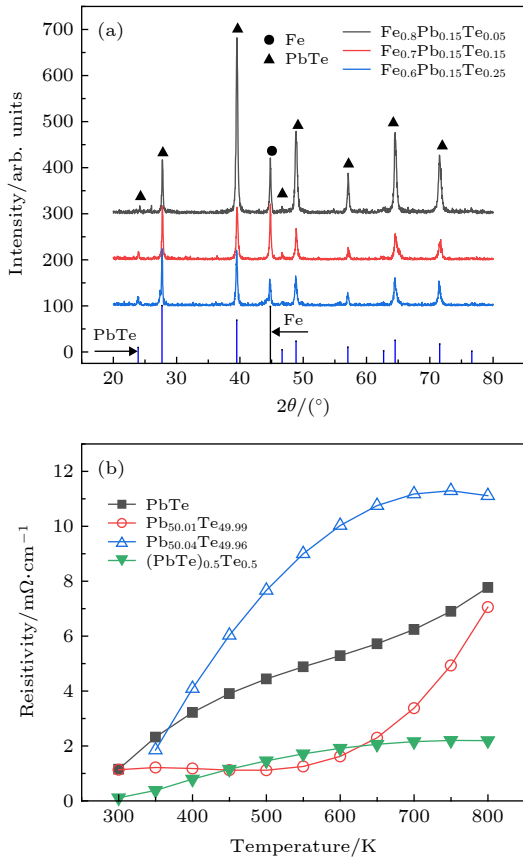 (a)
Fe
PbTe
Fe0.8Pb0.15Te0.05
Fe0.7Pb0.15Te0.15
Fe0.6Pb0.15Te0.25
700
600
500
400
300
200
100
0
Intensity/arb. units
PbTe
Fe
20 30 40 50 60 70 80
2θ/(°)
(b)
PbTe
Pb50.01Te49.99
Pb50.04Te49.96
(PbTe)0.5Te0.5
12
10
8
6
4
2
0
Reisitivity/mΩ·cm−1
300 400 500 600 700 800
Temperature/K